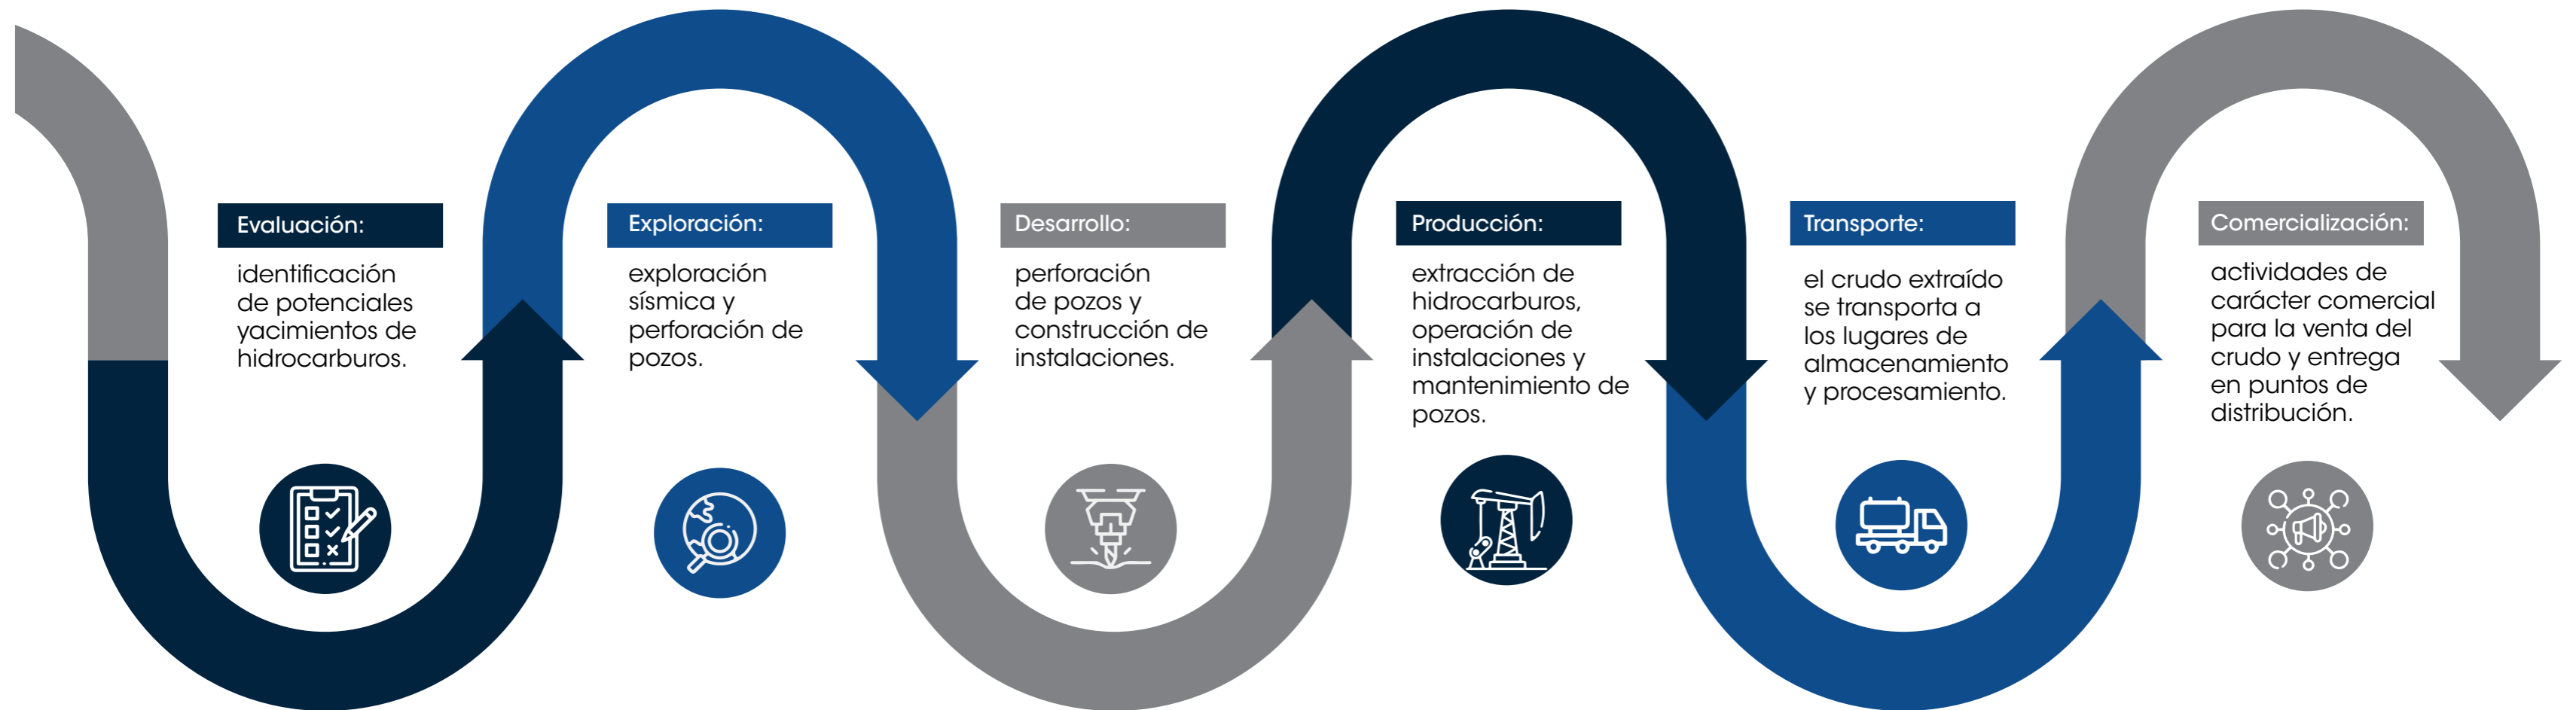 Evaluación:
identificación
de potenciales
yacimientos de
hidrocarburos.
Exploración:
exploración
sísmica y
perforación de
pozos.
Desarrollo:
perforación
de pozos y
construcción de
instalaciones.
Producción:
extracción de
hidrocarburos,
operación de
instalaciones y
mantenimiento de
pozos.
Transporte:
el crudo extraído
se transporta a
los lugares de
almacenamiento
y procesamiento.
Comercialización:
actividades de
carácter comercial
para la venta del
crudo y entrega
en puntos de
distribución.